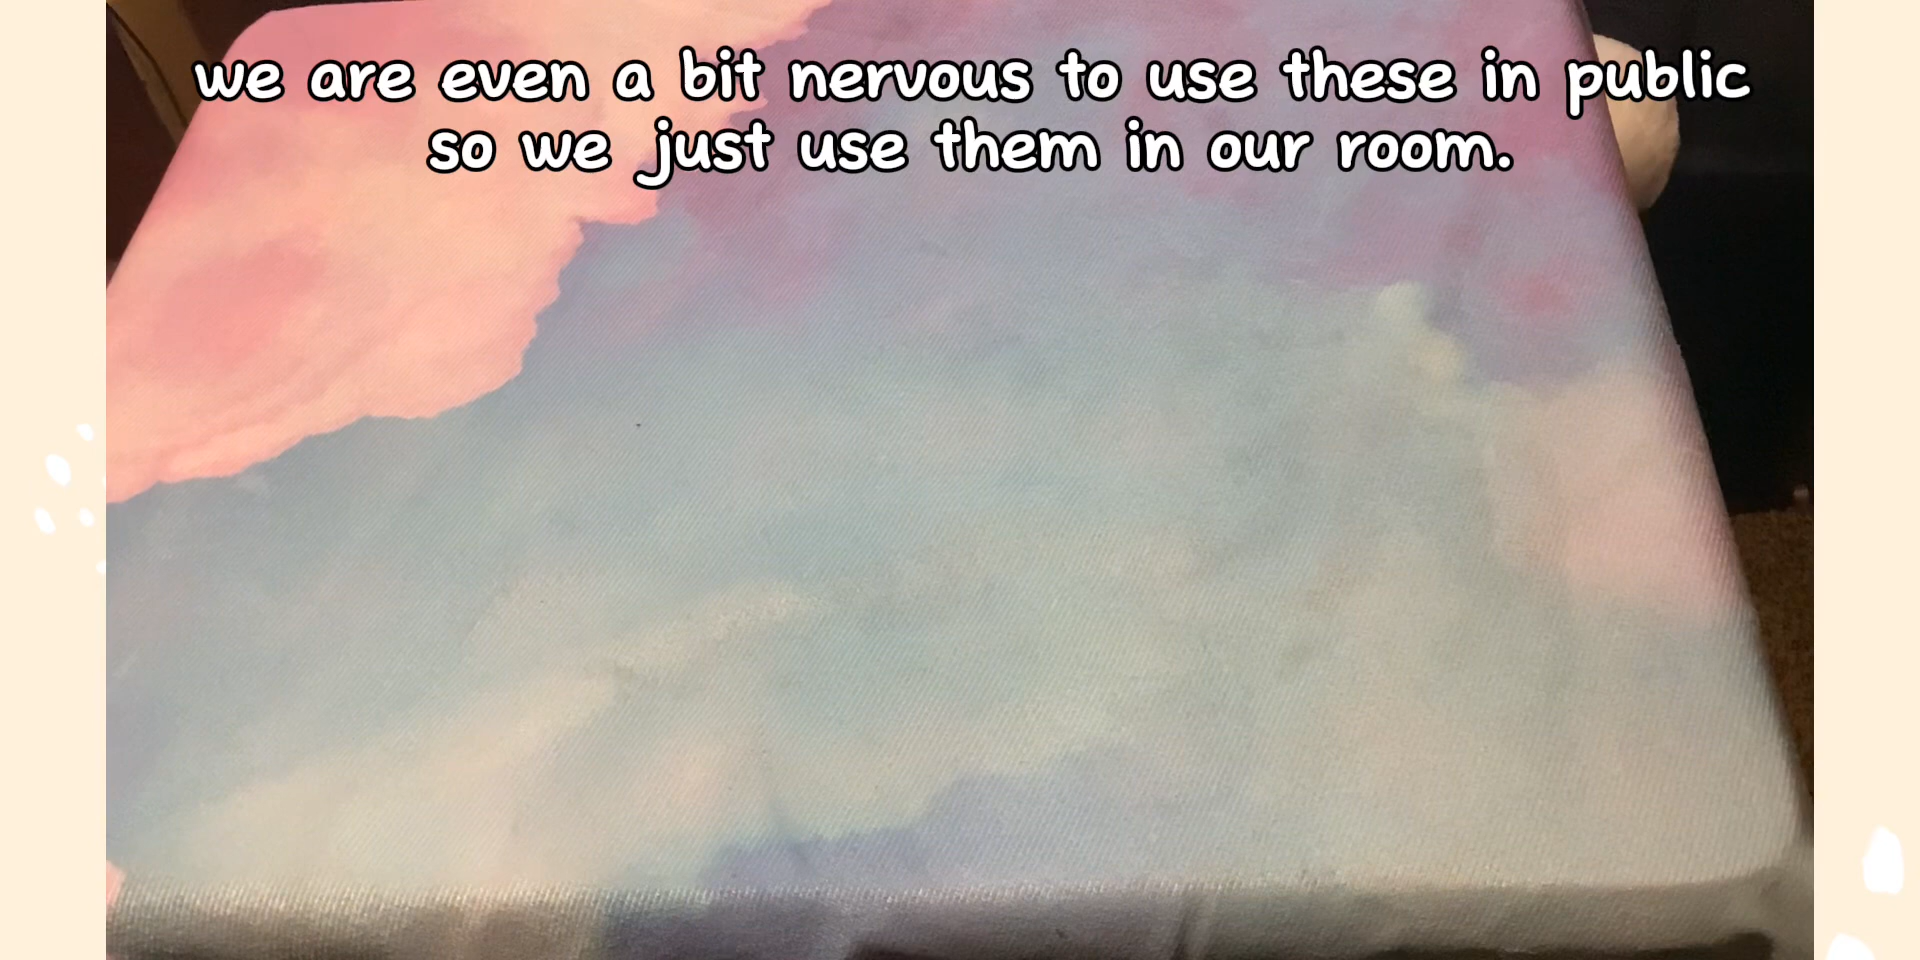 we are even a bit nervous to use these in public
so we just use them in our room.